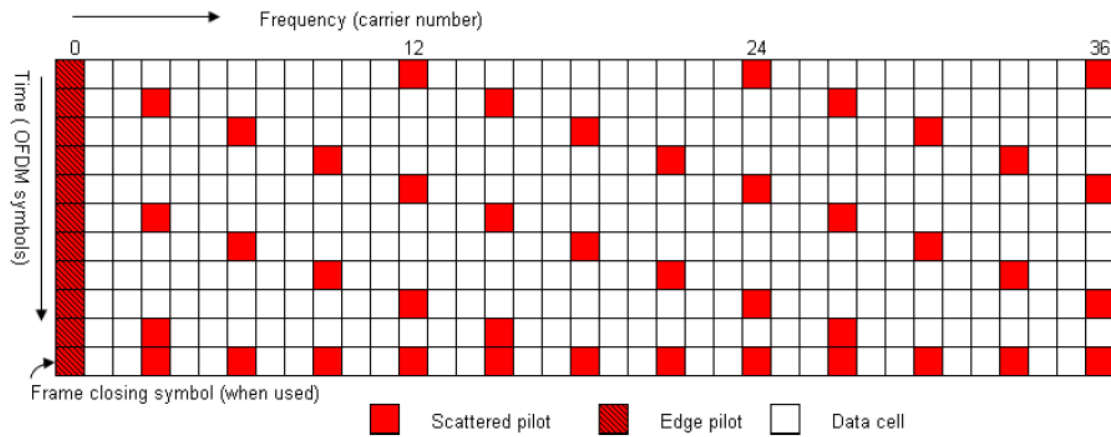 Frequency (carrier number)
0 12 24 36
Time ( OFDM symbols)
Frame closing symbol (when used)
Scattered pilot Edge pilot Data cell